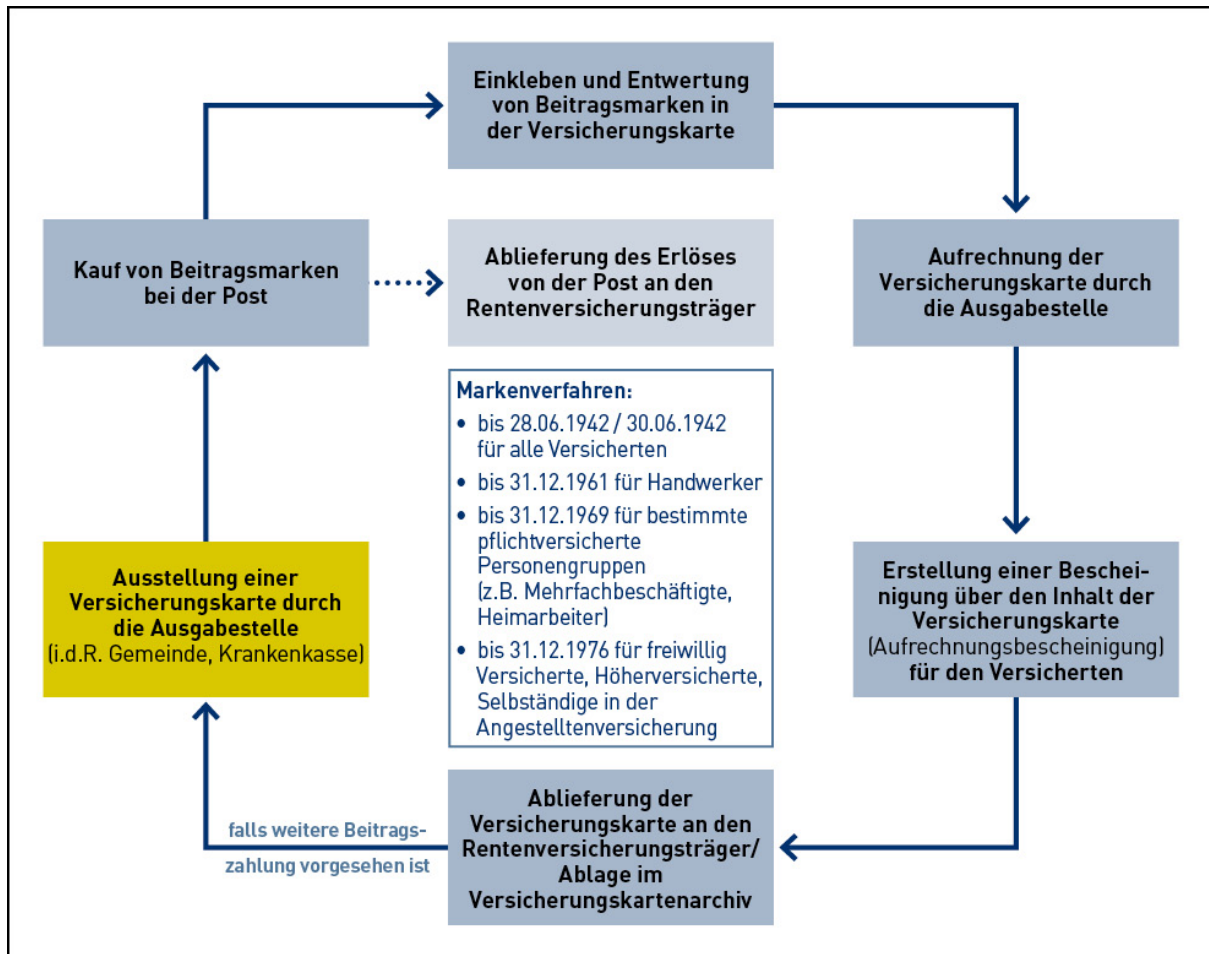 Einkleben und Entwertung
von Beitragsmarken in
der Versicherungskarte
Kauf von Beitragsmarken
bei der Post
Ablieferung des Erlöses
von der Post an den
Rentenversicherungsträger
Aufrechnung der
Versicherungskarte durch
die Ausgabestelle
Markenverfahren:
• bis 28.06.1942 / 30.06.1942
für alle Versicherten
• bis 31.12.1961 für Handwerker
• bis 31.12.1969 für bestimmte
pflichtversicherte
Personengruppen
(z.B. Mehrfachbeschäftigte,
Heimarbeiter)
• bis 31.12.1976 für freiwillig
Versicherte, Höherversicherte,
Selbständige in der
Angestelltenversicherung
Ausstellung einer
Versicherungskarte durch
die Ausgabestelle
(i.d.R. Gemeinde, Krankenkasse)
Erstellung einer Beschei-
nigung über den Inhalt der
Versicherungskarte
(Aufrechnungsbescheinigung)
für den Versicherten
falls weitere Beitrags-
zahlung vorgesehen ist
Ablieferung der
Versicherungskarte an den
Rentenversicherungsträger/
Ablage im
Versicherungskartenarchiv